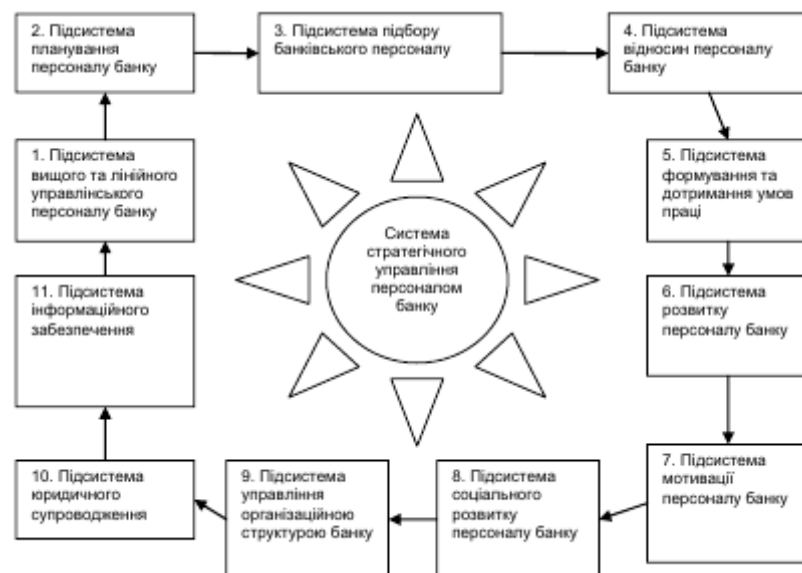 2. Підсистема
планування
персоналу банку
3. Підсистема підбору
банківського персоналу
4. Підсистема
відносин персоналу
банку
1. Підсистема
вищого та лінійного
управлінського
персоналу банку
5. Підсистема
формування та
дотримання умов
праці
Система
стратегічного
управління
персоналом
банку
11. Підсистема
інформаційного
забезпечення
6. Підсистема
розвитку
персоналу банку
10. Підсистема
юридичного
супроводження
9. Підсистема
управління
організаційною
структурою банку
8. Підсистема
соціального
розвитку
персоналу банку
7. Підсистема
мотивації
персоналу банку